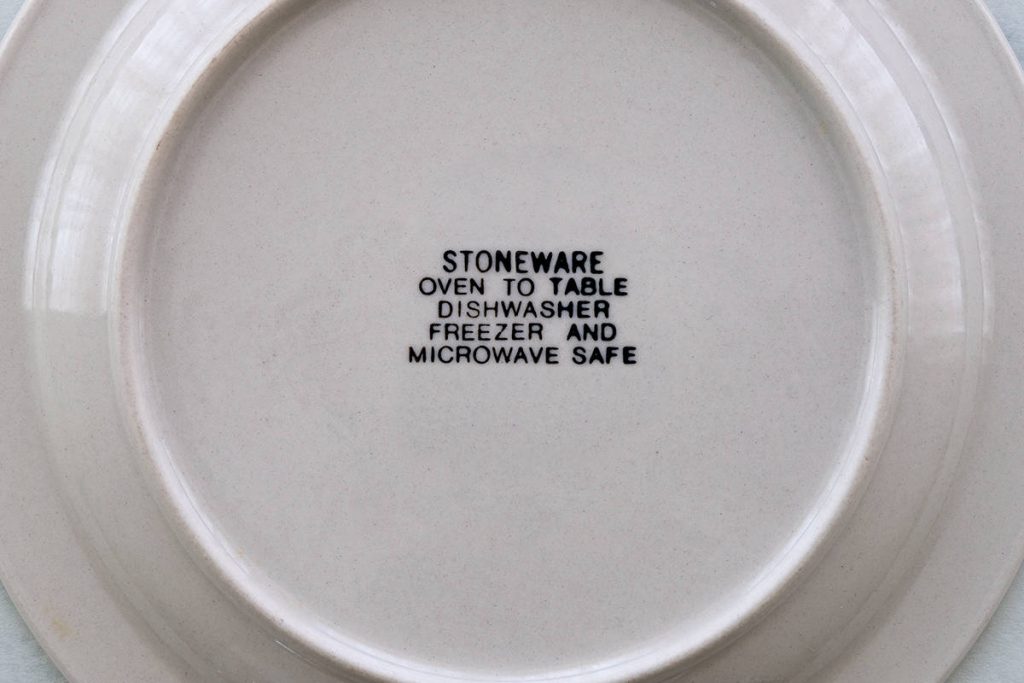 STONEWARE
OVEN TO TABLE
DISHWASHER
FREEZER AND
MICROWAVE SAFE